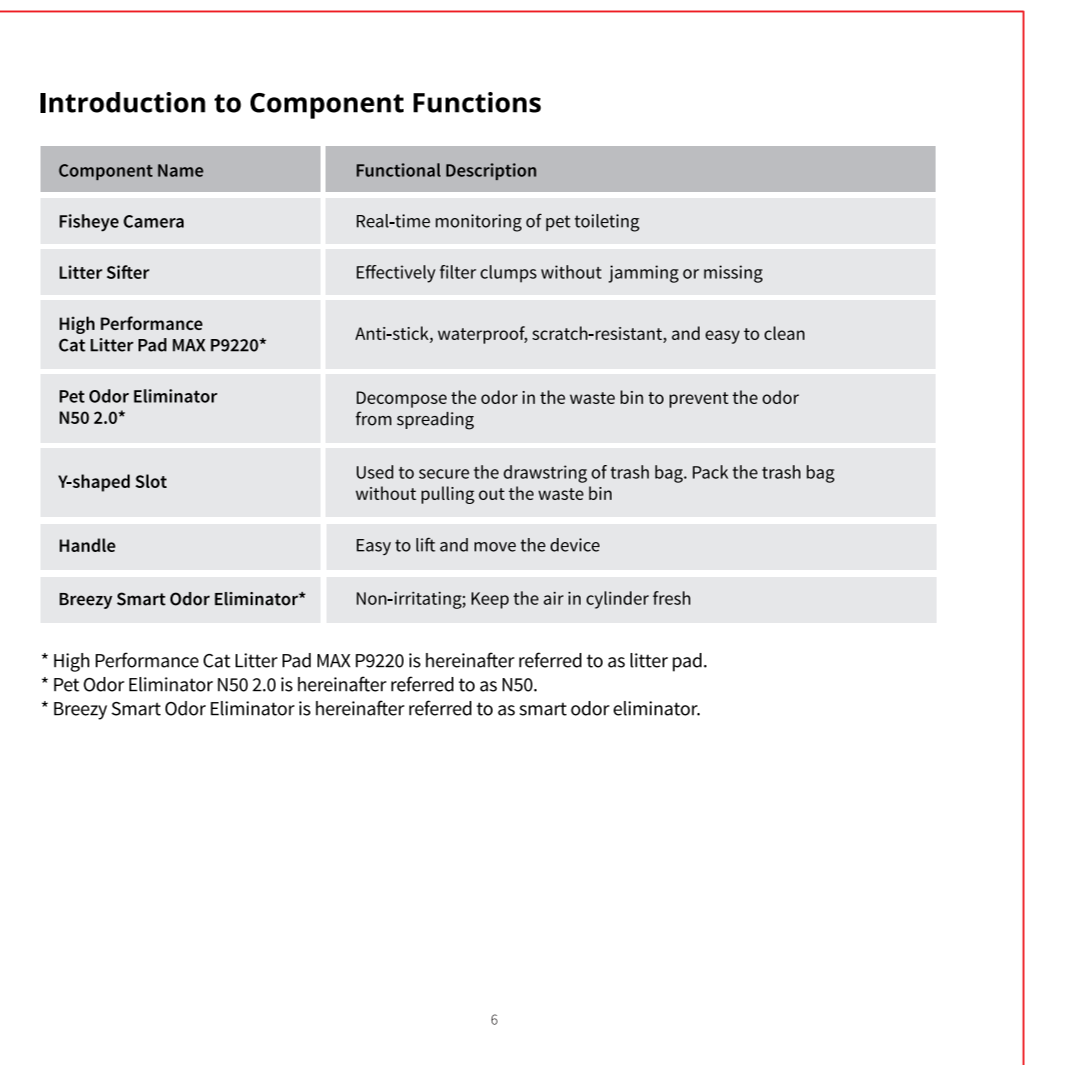 Introduction to Component Functions
Component Name
Functional Description
Fisheye Camera
Real-time monitoring of pet toileting
Litter Sifter
Effectively filter clumps without  jamming or missing
High Performance
Cat Litter Pad MAX P9220*
Anti-stick, waterproof, scratch-resistant, and easy to clean
Pet Odor Eliminator
N50 2.0*
Decompose the odor in the waste bin to prevent the odor
from spreading
Y-shaped Slot
Used to secure the drawstring of trash bag. Pack the trash bag
without pulling out the waste bin
Handle
Easy to lift and move the device
Breezy Smart Odor Eliminator*
Non-irritating; Keep the air in cylinder fresh
* High Performance Cat Litter Pad MAX P9220 is hereinafter referred to as litter pad.
* Pet Odor Eliminator N50 2.0 is hereinafter referred to as N50.
* Breezy Smart Odor Eliminator is hereinafter referred to as smart odor eliminator.
6